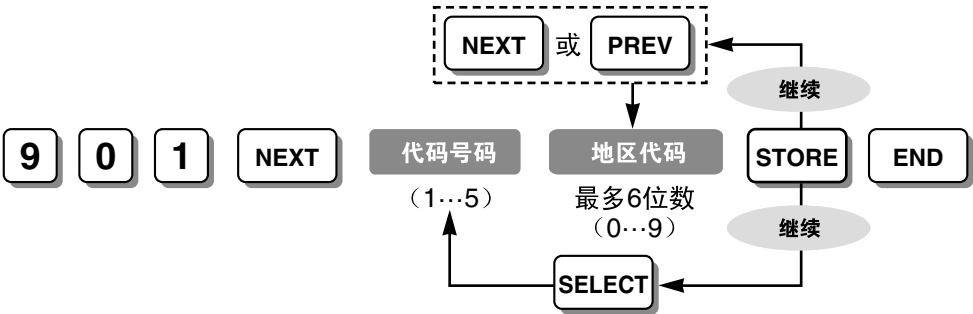 NEXT 或 PREV
继续
9 0 1 NEXT 代码号码 地区代码 STORE END
（1…5） 最多6位数
（0…9）
继续
SELECT